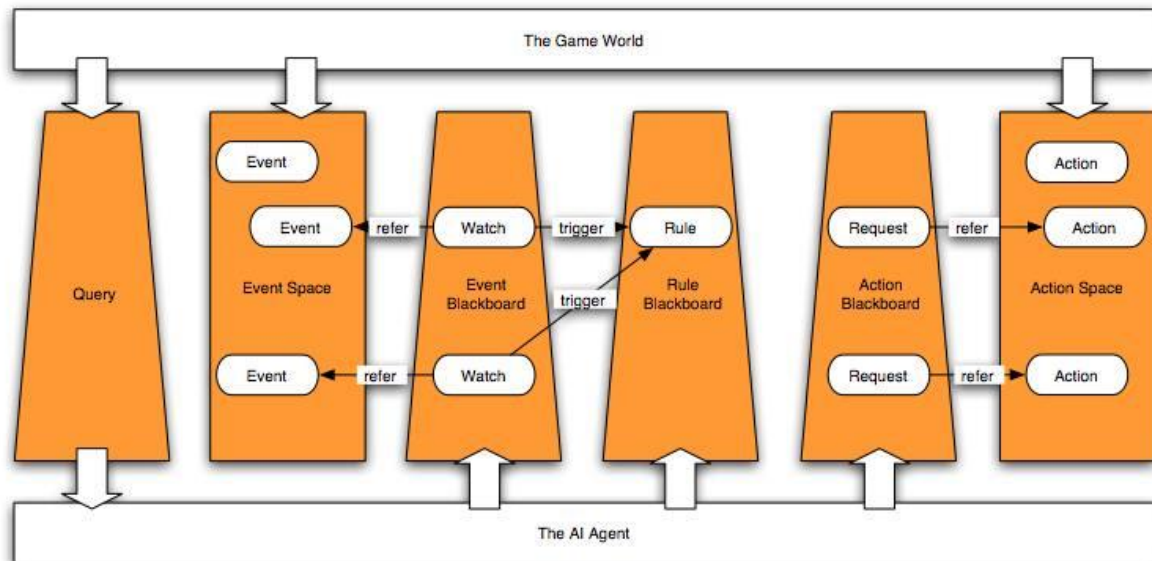 The Game World
Event
Action
Event
refer
Watch
trigger
Rule
Request
refer
Action
Query
Event Space
Event
Blackboard
trigger
Rule
Blackboard
Action
Blackboard
Action Space
Event
refer
Watch
Request
refer
Action
The AI Agent